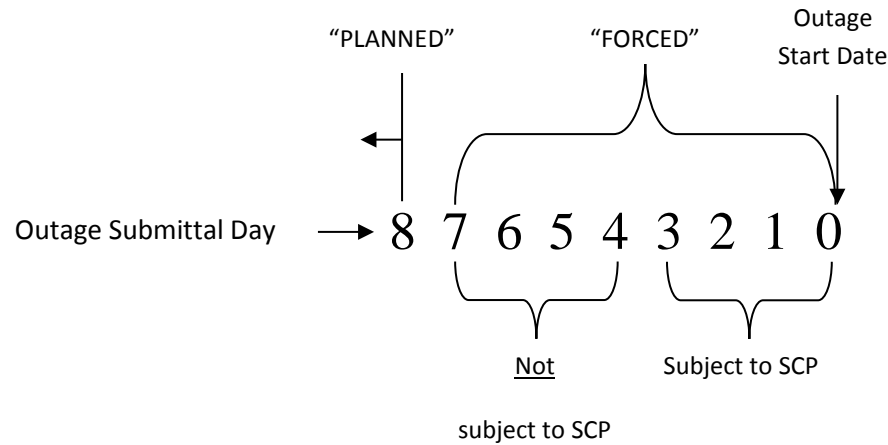 Outage
Start Date
“PLANNED”
“FORCED”
Outage Submittal Day
8 7 6 5 4 3 2 1 0
Not
Subject to SCP
subject to SCP